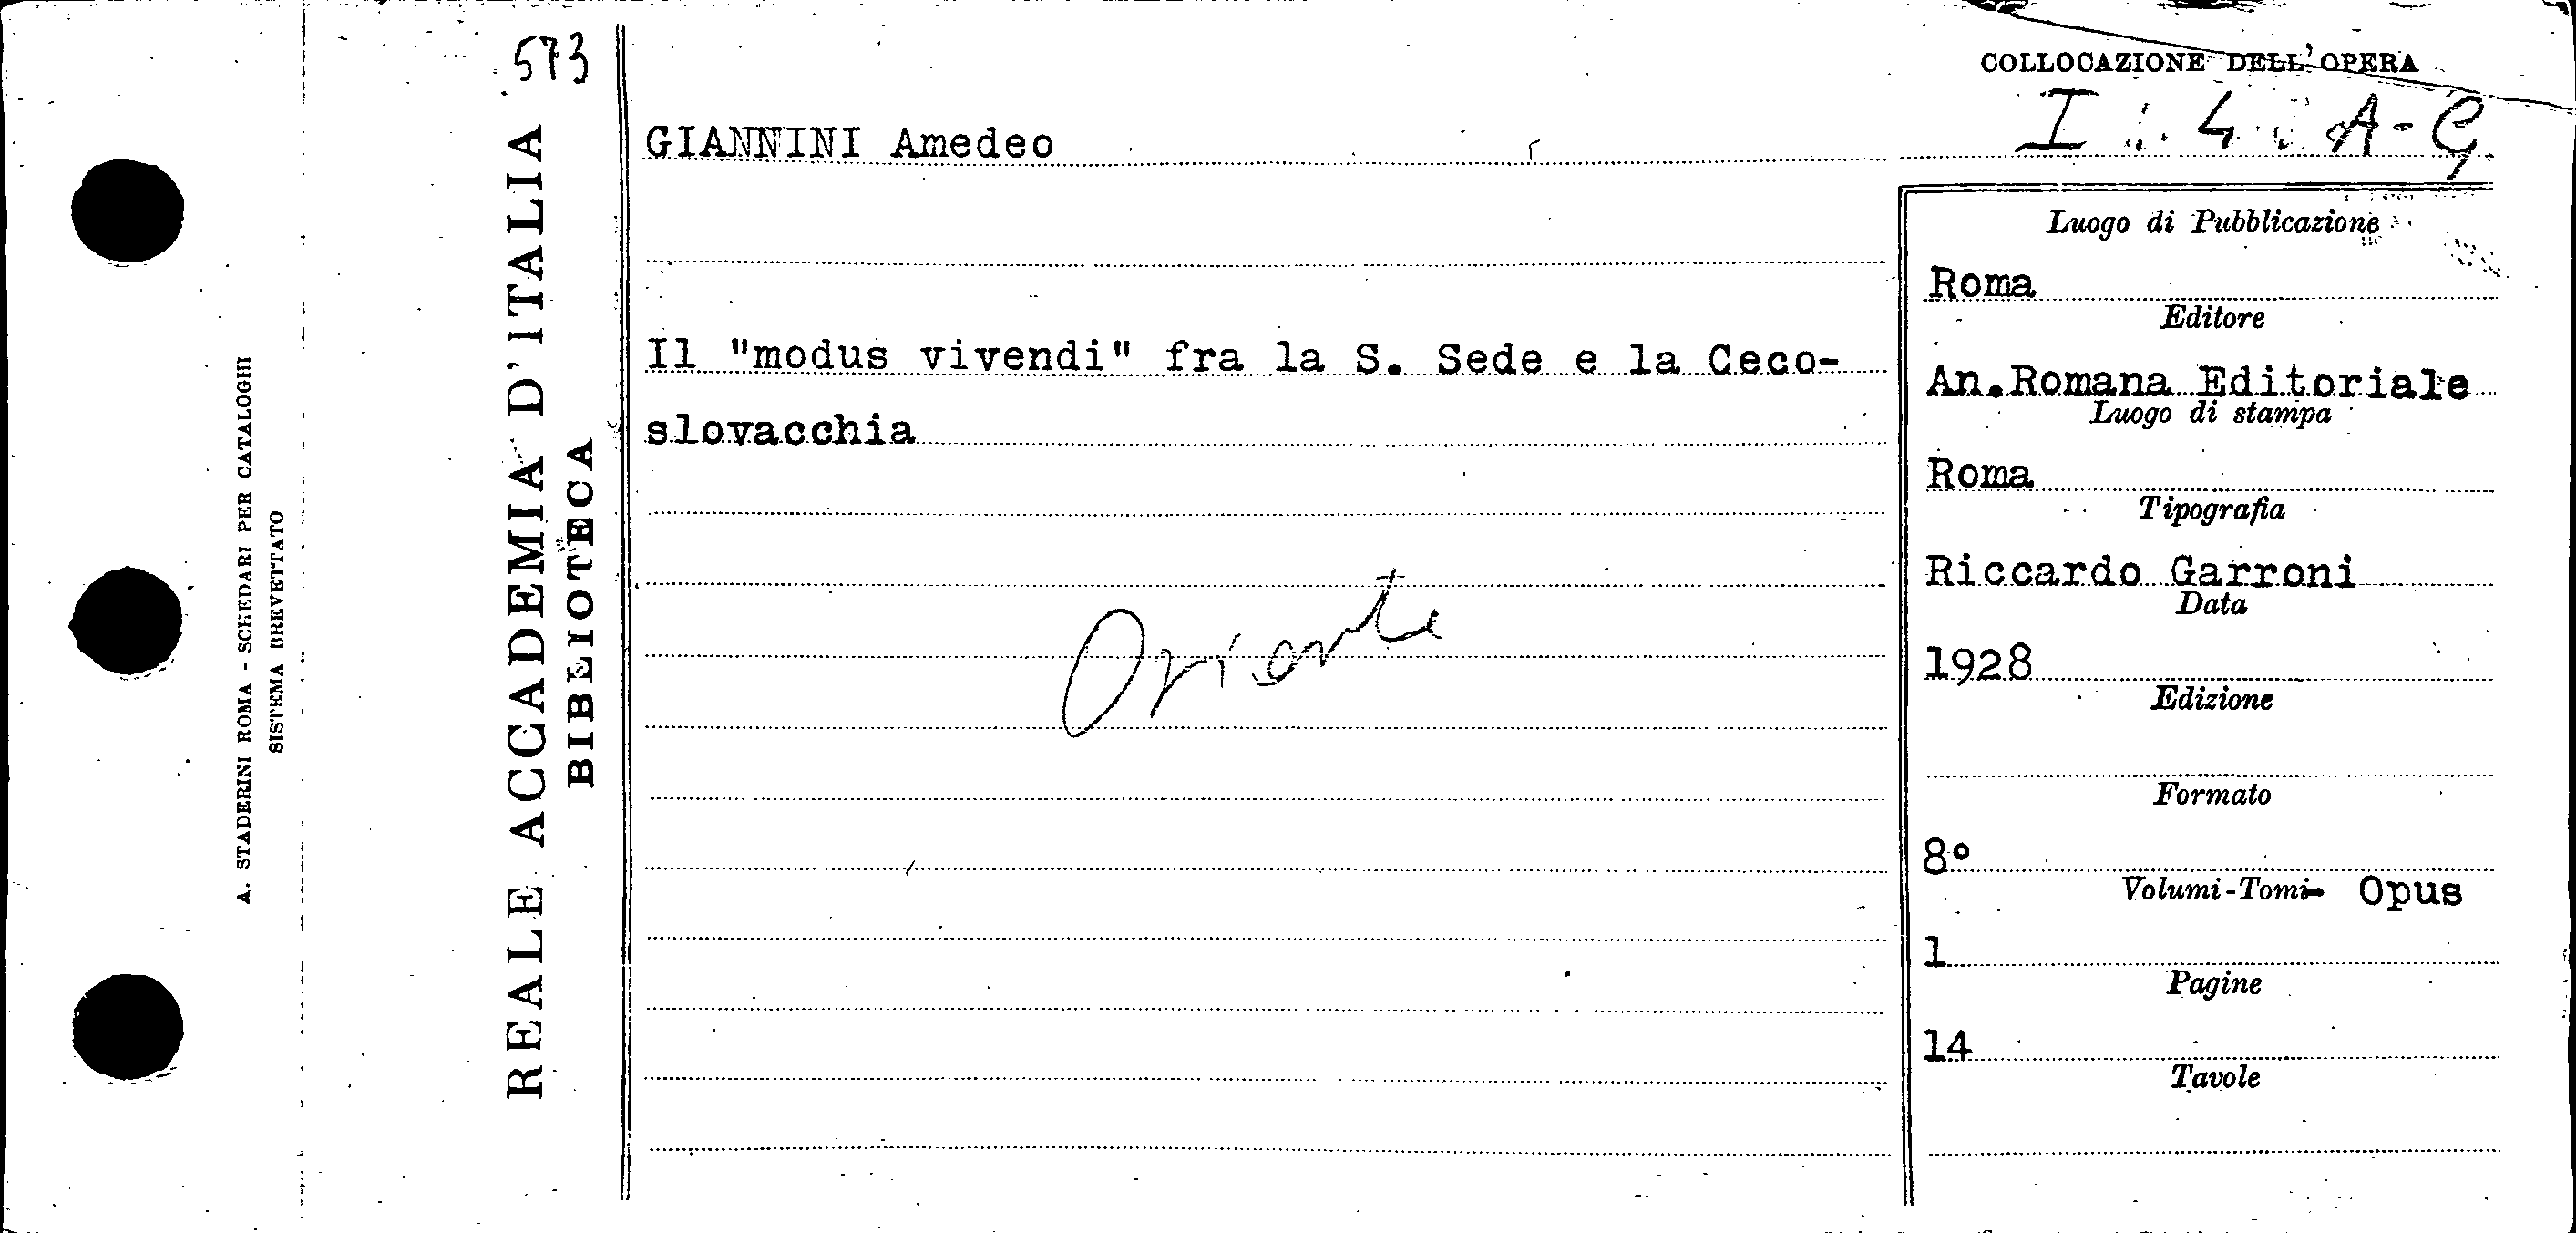 573
REALE ACCADEMIA D'ITALIA
BIBLIOTECA
A. STADERINI ROMA - SCHEDARI PER CATALOGHI
SISTEMA BREVETTATO
GIANNINI Amedeo
Il "modus vivendi" fra la S. Sede e la Ceco-
slovacchia
Oriente
COLLOCAZIONE DELL'OPERA
I . 4 . A-G
Luogo di Pubblicazione
Roma
Editore
An.Romana Editoriale
Luogo di stampa
Roma
Tipografia
Riccardo Garroni
Data
1928
Edizione
Formato
8°
Volumi-Tomi- Opus
1
Pagine
14
Tavole